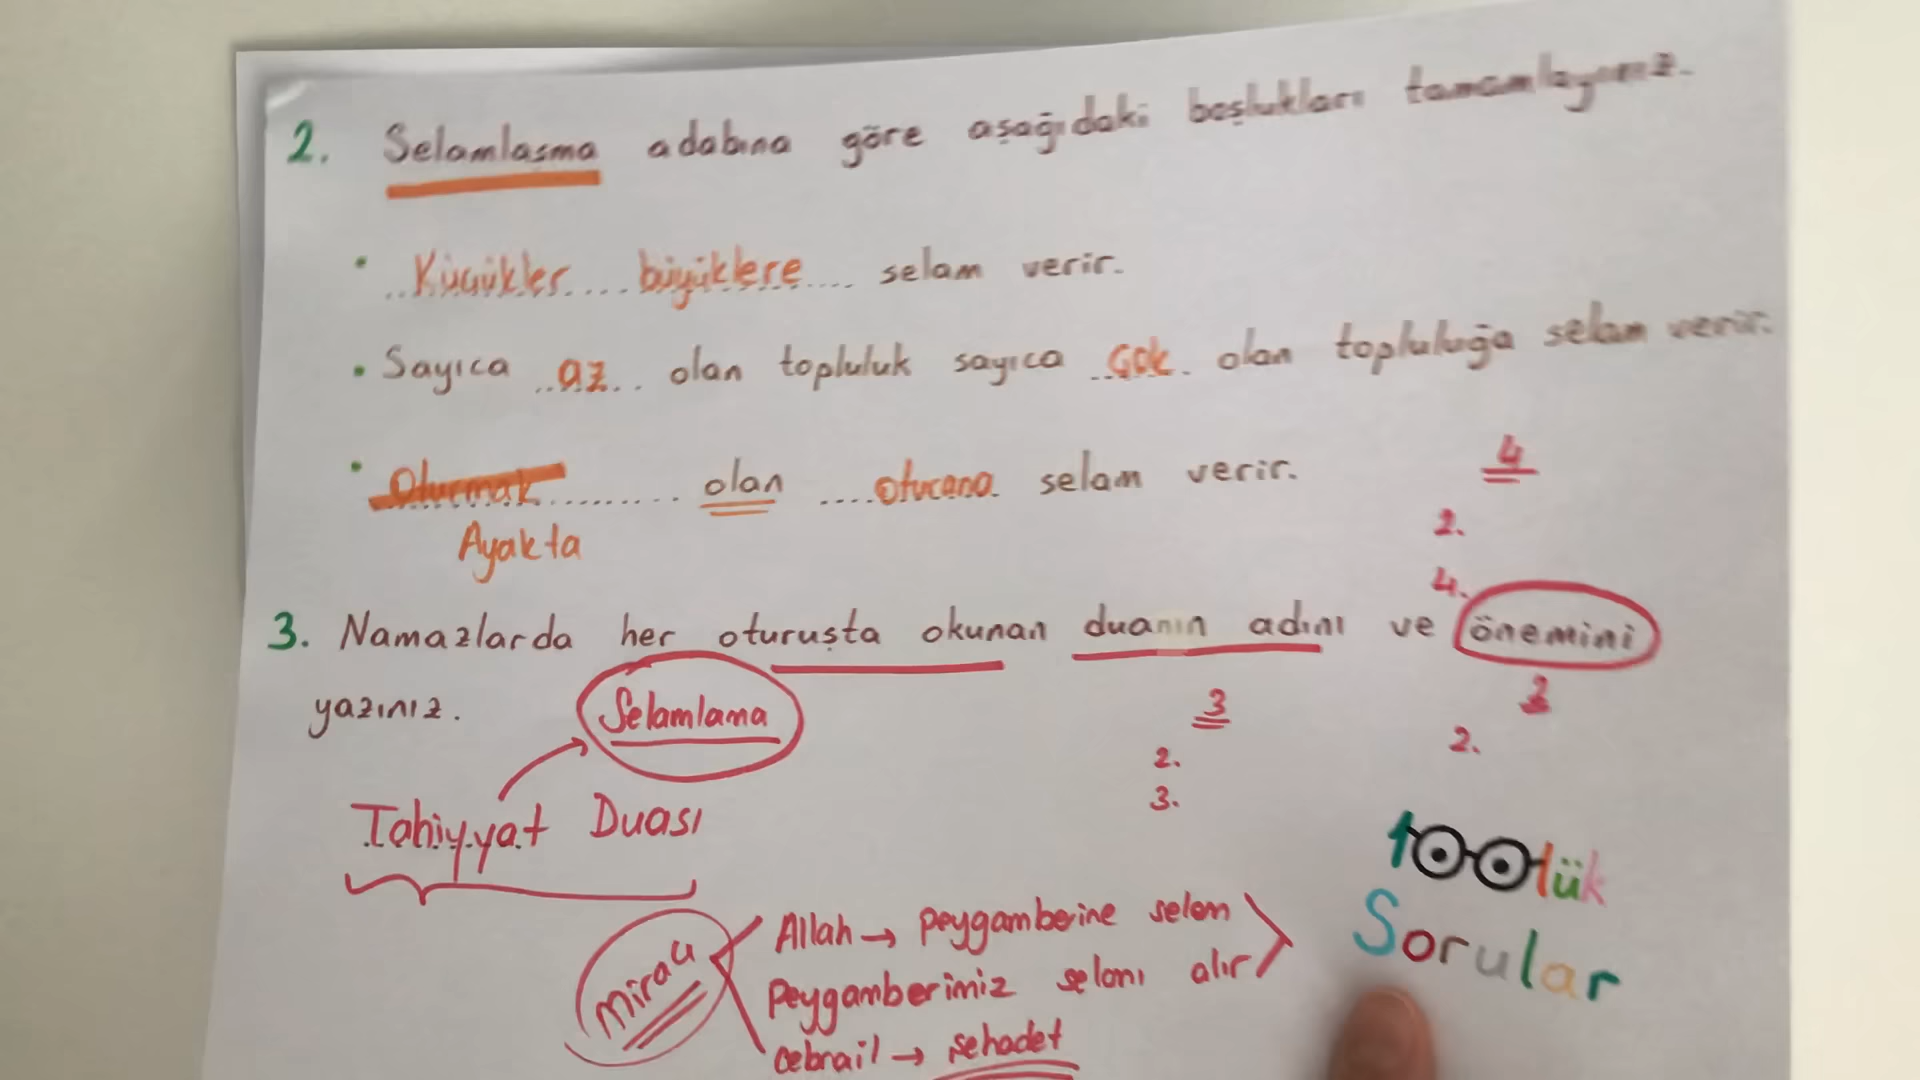 2. Selamlaşma adabına göre aşağıdaki boşlukları tamamlayınız.
• ..Küçükler.... büyüklere.... selam verir.
• Sayıca ..az.. olan topluluk sayıca ..çok. olan topluluğa selam verir.
• Oturmak......... olan ....oturana. selam verir.
Ayakta
4
2.
4.
3. Namazlarda her oturuşta okunan duanın adını ve önemini
yazınız.
Selamlama
3
2.
3.
2.
Tahiyyat Duası
100lük
Sorular
Miracı
Allah → peygamberine selam
Peygamberimiz selamı alır
Cebrail → şehadet